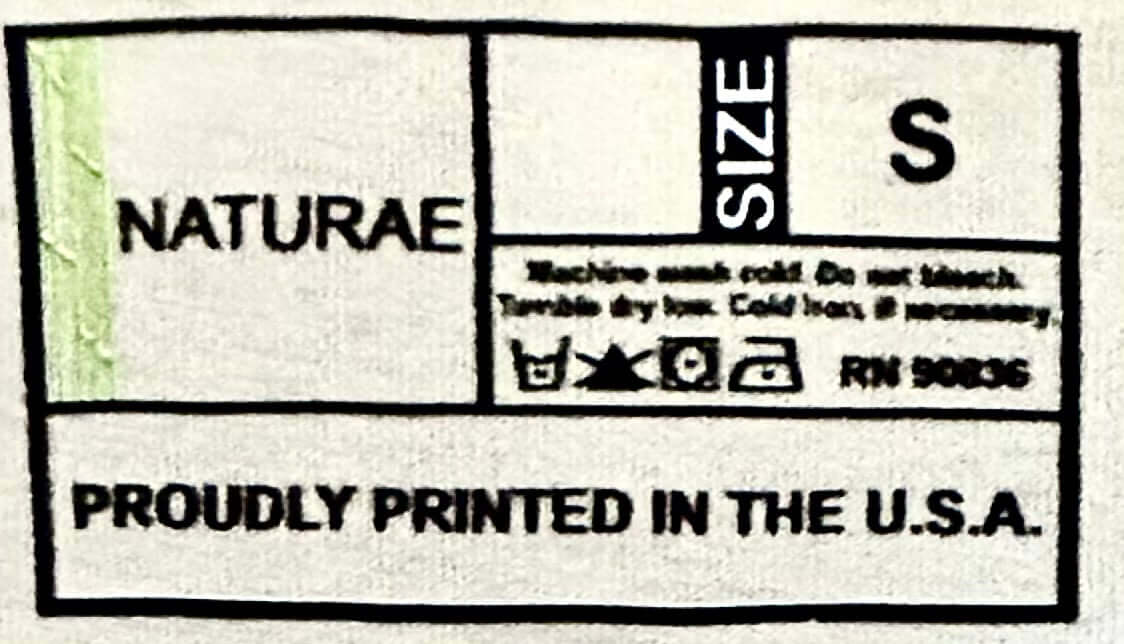 NATURAE
SIZE
S
Machine wash cold. Do not bleach.
Tumble dry low. Cold Iron, if necessary.
RN 90836
PROUDLY PRINTED IN THE U.S.A.